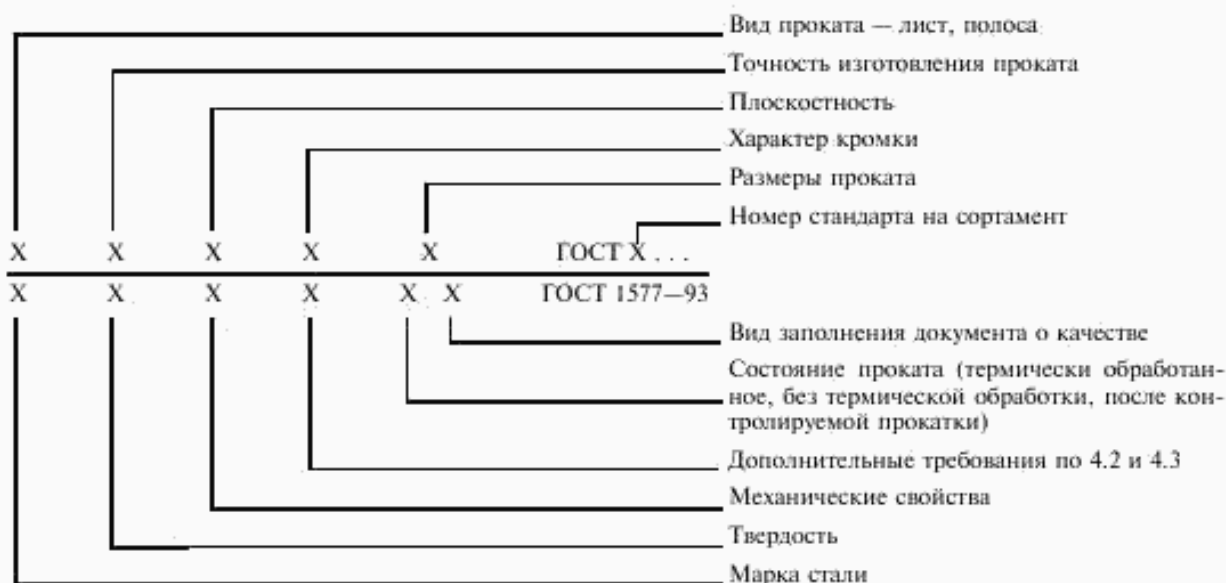 Вид проката — лист, полоса
Точность изготовления проката
Плоскостность
Характер кромки
Размеры проката
Номер стандарта на сортамент
X X X X X ГОСТ X . . .
X X X X X X ГОСТ 1577—93
Вид заполнения документа о качестве
Состояние проката (термически обработан-
ное, без термической обработки, после кон-
тролируемой прокатки)
Дополнительные требования по 4.2 и 4.3
Механические свойства
Твердость
Марка стали